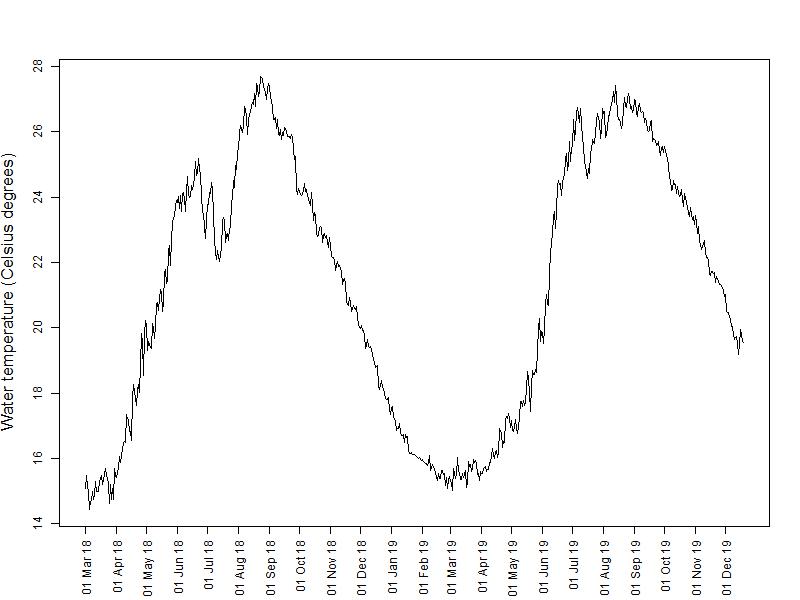 Water temperature (Celsius degrees)
28
26
24
22
20
18
16
14
01 Mar 18
01 Apr 18
01 May 18
01 Jun 18
01 Jul 18
01 Aug 18
01 Sep 18
01 Oct 18
01 Nov 18
01 Dec 18
01 Jan 19
01 Feb 19
01 Mar 19
01 Apr 19
01 May 19
01 Jun 19
01 Jul 19
01 Aug 19
01 Sep 19
01 Oct 19
01 Nov 19
01 Dec 19